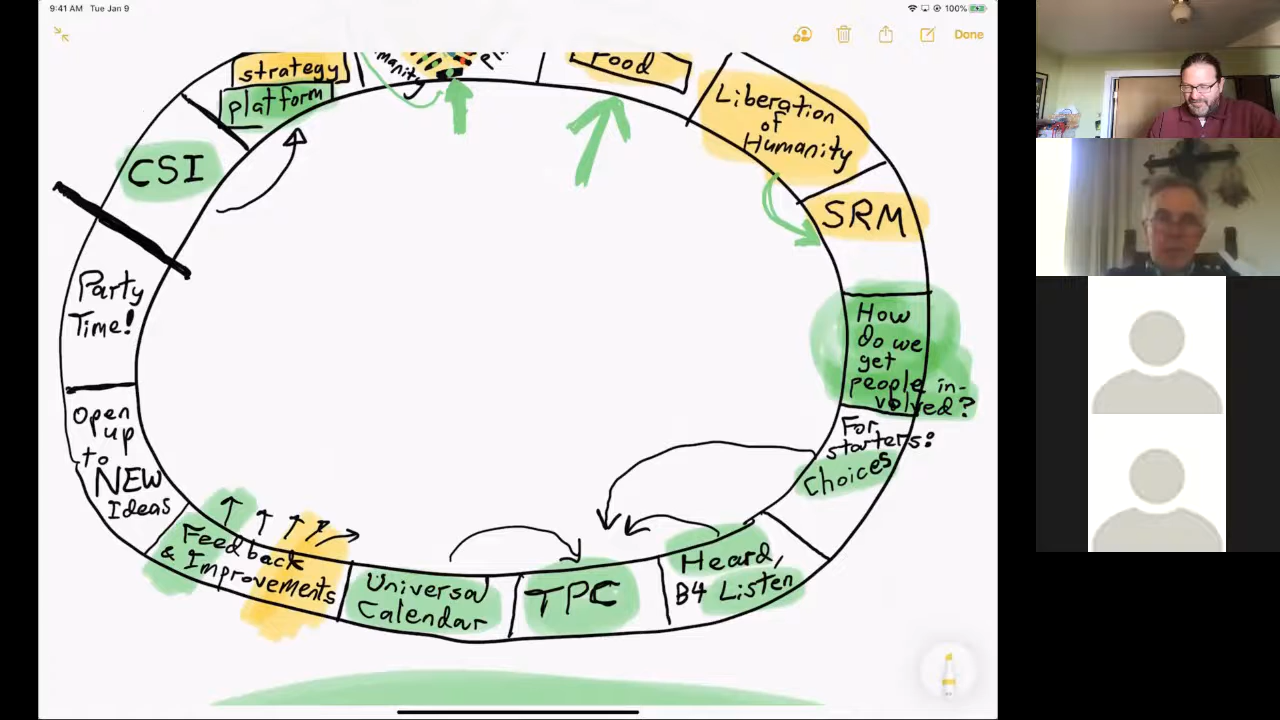 9:41 AM Tue Jan 9
100%
Done
strategy
platform
manity
Food
Liberation
of
Humanity
CSI
SRM
Party
Time!
How
do we
get
people in-
volved?
For
starters:
Choices
Open
up
to
NEW
Ideas
Feedback
& Improvements
Universal
Calendar
TPC
Heard,
B4 Listen